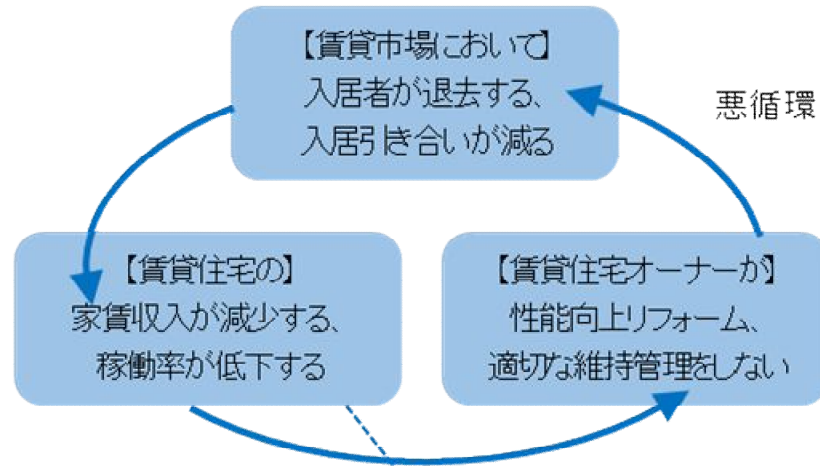 【賃貸市場において】
入居者が退去する、
入居引き合いが減る
悪循環
【賃貸住宅の】
家賃収入が減少する、
稼働率が低下する
【賃貸住宅オーナーが】
性能向上リフォーム、
適切な維持管理をしない